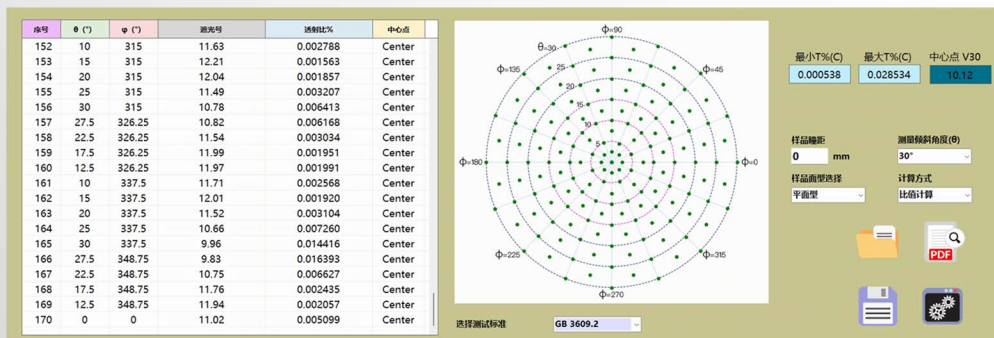 序号 θ (°) φ (°) 遮光号 透射比% 中心点
152 10 315 11.63 0.002788 Center
153 15 315 12.21 0.001563 Center
154 20 315 12.04 0.001857 Center
155 25 315 11.49 0.003207 Center
156 30 315 10.78 0.006413 Center
157 27.5 326.25 10.82 0.006168 Center
158 22.5 326.25 11.54 0.003034 Center
159 17.5 326.25 11.99 0.001951 Center
160 12.5 326.25 11.97 0.001991 Center
161 10 337.5 11.71 0.002568 Center
162 15 337.5 12.01 0.001920 Center
163 20 337.5 11.52 0.003104 Center
164 25 337.5 10.66 0.007260 Center
165 30 337.5 9.96 0.014416 Center
166 27.5 348.75 9.83 0.016393 Center
167 22.5 348.75 10.75 0.006627 Center
168 17.5 348.75 11.76 0.002435 Center
169 12.5 348.75 11.94 0.002057 Center
170 0 0 11.02 0.005099 Center
Φ=90
θ=30
Φ=135
25
Φ=45
20
15
10
5
Φ=180
Φ=0
Φ=225
Φ=315
Φ=270
选择测试标准 GB 3609.2
最小T%(C) 最大T%(C) 中心点 V30
0.000538 0.028534 10.12
样品瞳距 测量倾斜角度(θ)
0 mm 30°
样品面型选择 计算方式
平面型 比值计算
PDF